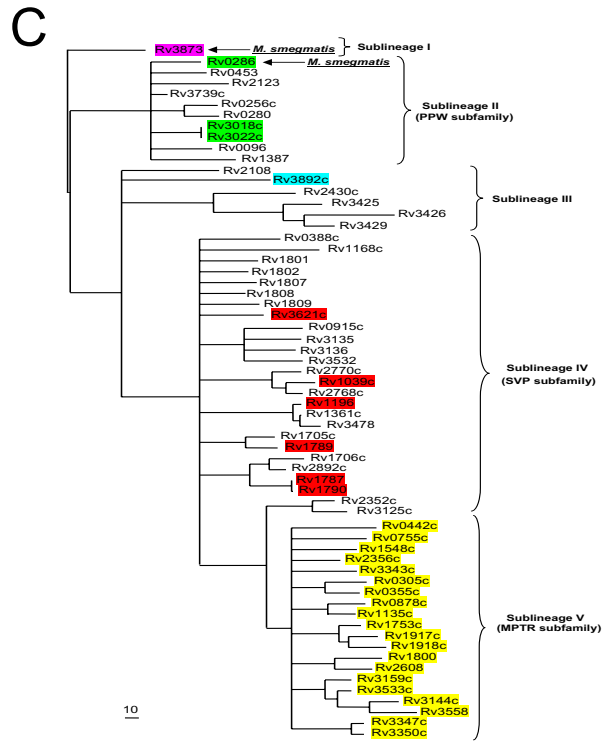 C
Rv3873 M. smegmatis Sublineage I
Rv0286 M. smegmatis
Rv0453
Rv2123
Rv3739c
Rv0256c
Rv0280
Rv3018c
Rv3022c
Rv0096
Rv1387
Sublineage II
(PPW subfamily)
Rv2108
Rv3892c
Rv2430c
Rv3425
Rv3426
Rv3429
Sublineage III
Rv0388c
Rv1168c
Rv1801
Rv1802
Rv1807
Rv1808
Rv1809
Rv3621c
Rv0915c
Rv3135
Rv3136
Rv3532
Rv2770c
Rv1039c
Rv2768c
Rv1196
Rv1361c
Rv3478
Rv1705c
Rv1789
Rv1706c
Rv2892c
Rv1787
Rv1790
Rv2352c
Rv3125c
Sublineage IV
(SVP subfamily)
Rv0442c
Rv0755c
Rv1548c
Rv2356c
Rv3343c
Rv0305c
Rv0355c
Rv0878c
Rv1135c
Rv1753c
Rv1917c
Rv1918c
Rv1800
Rv2608
Rv3159c
Rv3533c
Rv3144c
Rv3558
Rv3347c
Rv3350c
Sublineage V
(MPTR subfamily)
10